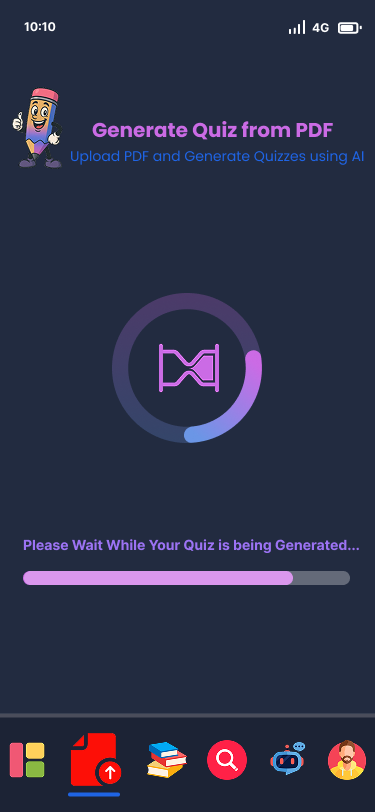 10:10
4G
Generate Quiz from PDF
Upload PDF and Generate Quizzes using AI
Please Wait While Your Quiz is being Generated...